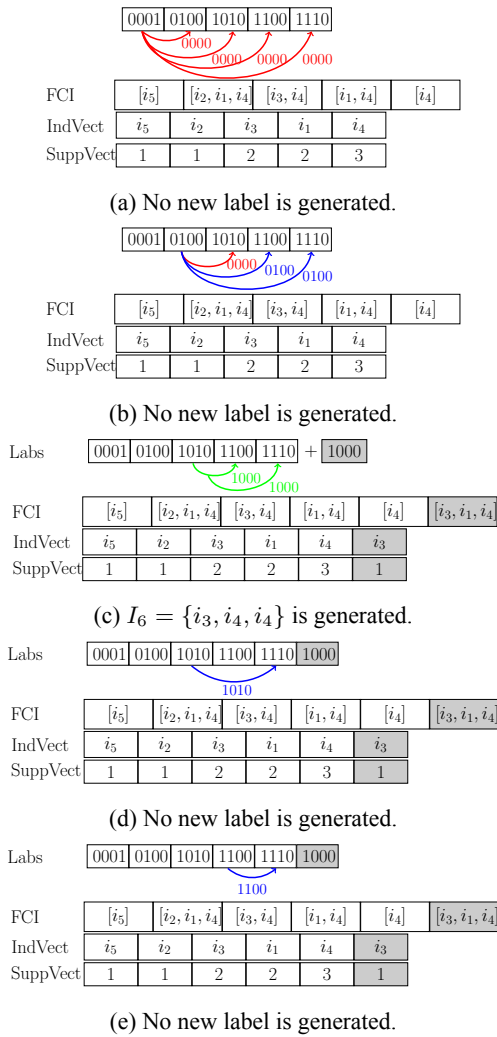 0001 0100 1010 1100 1110
0000 0000 0000 0000
FCI [i5] [i2, i1, i4] [i3, i4] [i1, i4] [i4]
IndVect i5 i2 i3 i1 i4
SuppVect 1 1 2 2 3
(a) No new label is generated.
0001 0100 1010 1100 1110
0000 0100 0100
FCI [i5] [i2, i1, i4] [i3, i4] [i1, i4] [i4]
IndVect i5 i2 i3 i1 i4
SuppVect 1 1 2 2 3
(b) No new label is generated.
Labs 0001 0100 1010 1100 1110 + 1000
1000 1000
FCI [i5] [i2, i1, i4] [i3, i4] [i1, i4] [i4] [i3, i1, i4]
IndVect i5 i2 i3 i1 i4 i3
SuppVect 1 1 2 2 3 1
(c) I6 = {i3, i4, i4} is generated.
Labs 0001 0100 1010 1100 1110 1000
1010
FCI [i5] [i2, i1, i4] [i3, i4] [i1, i4] [i4] [i3, i1, i4]
IndVect i5 i2 i3 i1 i4 i3
SuppVect 1 1 2 2 3 1
(d) No new label is generated.
Labs 0001 0100 1010 1100 1110 1000
1100
FCI [i5] [i2, i1, i4] [i3, i4] [i1, i4] [i4] [i3, i1, i4]
IndVect i5 i2 i3 i1 i4 i3
SuppVect 1 1 2 2 3 1
(e) No new label is generated.